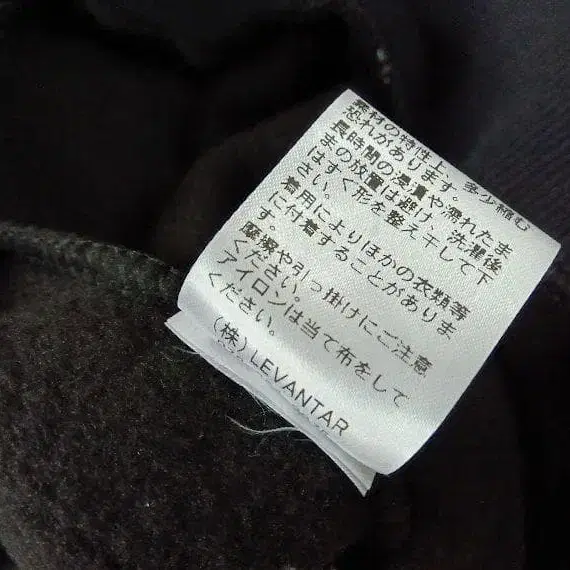 素材の特性上、多少縮む
恐れがあります。
長時間の浸漬や濡れたま
まの放置は避け、洗濯後
はすぐ形を整え干して下
さい。
着用によりほかの衣類等
に付着することがありま
す。
摩擦や引っ掛けにご注意
ください。
アイロンは当て布をして
ください。
(株)LEVANTAR